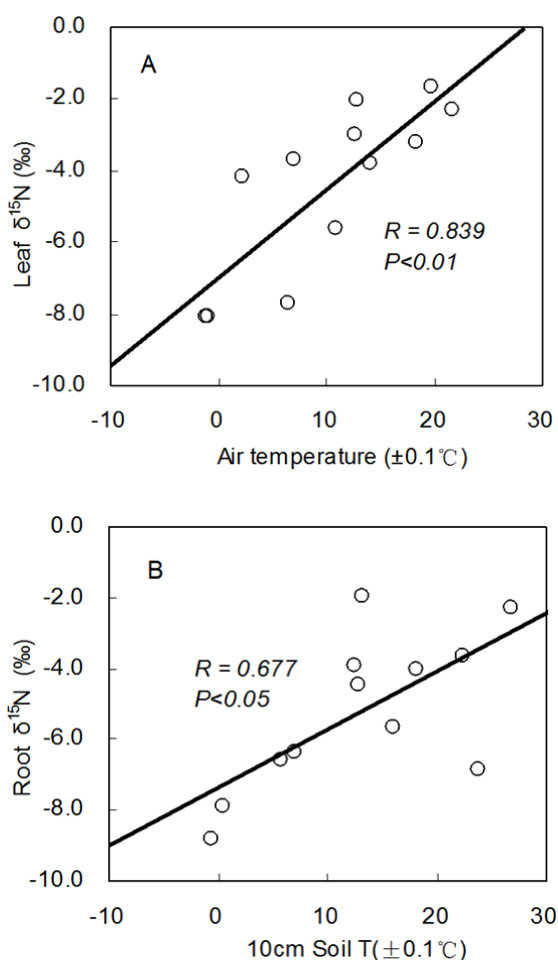 0.0
A
-2.0
-4.0
-6.0
-8.0
-10.0
Leaf δ¹⁵N (‰)
R = 0.839
P<0.01
-10 0 10 20 30
Air temperature (±0.1℃)
0.0
B
-2.0
-4.0
-6.0
-8.0
-10.0
Root δ¹⁵N (‰)
R = 0.677
P<0.05
-10 0 10 20 30
10cm Soil T(±0.1℃)